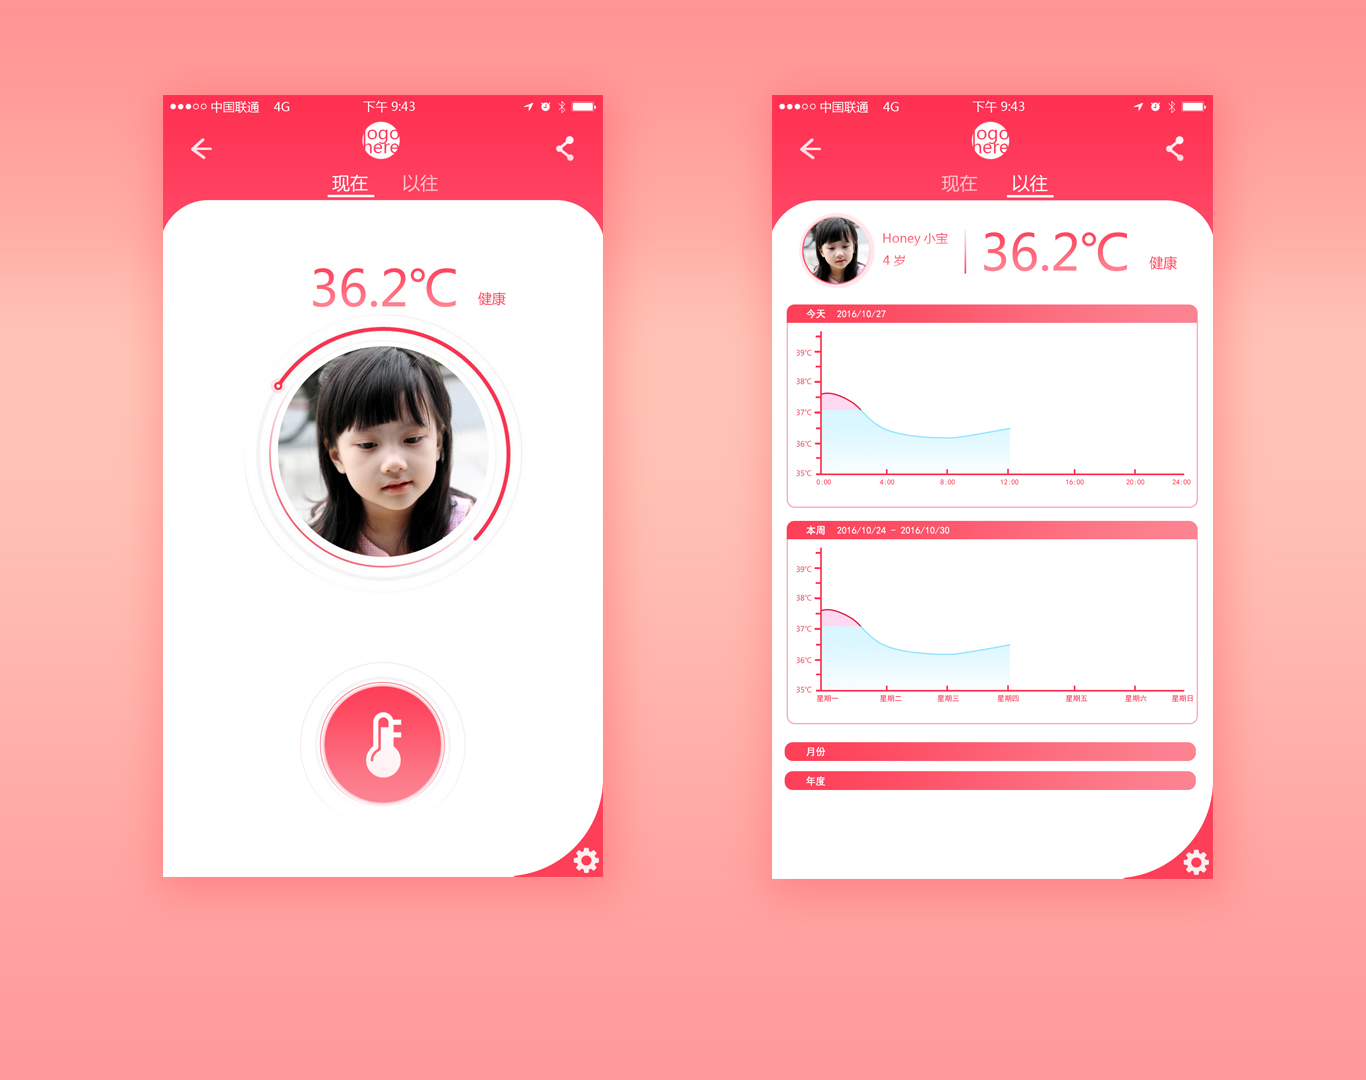 中国联通 4G 下午 9:43
logo
here
现在 以往
36.2℃ 健康
中国联通 4G 下午 9:43
logo
here
现在 以往
Honey 小宝
4 岁
36.2℃ 健康
今天 2016/10/27
39℃
38℃
37℃
36℃
35℃
0:00 4:00 8:00 12:00 16:00 20:00 24:00
本周 2016/10/24 - 2016/10/30
39℃
38℃
37℃
36℃
35℃
星期一 星期二 星期三 星期四 星期五 星期六 星期日
月份
年度